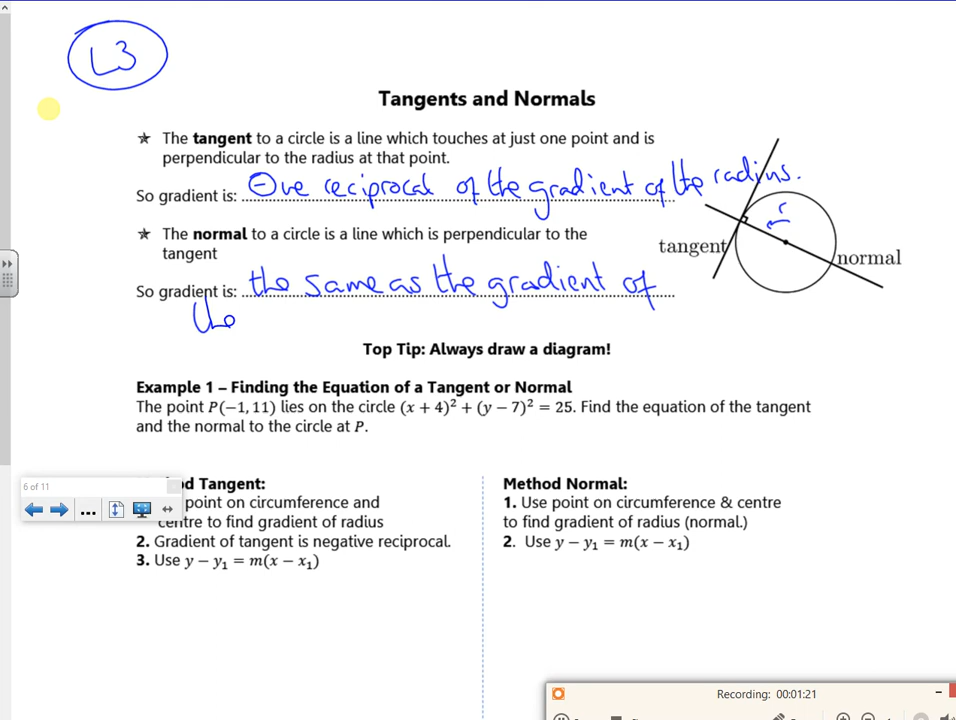 L3
Tangents and Normals
★ The tangent to a circle is a line which touches at just one point and is
perpendicular to the radius at that point.
So gradient is: ⊖ve reciprocal of the gradient of the radius.
★ The normal to a circle is a line which is perpendicular to the
tangent
So gradient is: the same as the gradient of
the
r
tangent
normal
Top Tip: Always draw a diagram!
Example 1 – Finding the Equation of a Tangent or Normal
The point P(−1, 11) lies on the circle (x + 4)² + (y − 7)² = 25. Find the equation of the tangent
and the normal to the circle at P.
6 of 11
...
d Tangent:
point on circumference and
centre to find gradient of radius
2. Gradient of tangent is negative reciprocal.
3. Use y − y₁ = m(x − x₁)
Method Normal:
1. Use point on circumference & centre
to find gradient of radius (normal.)
2. Use y − y₁ = m(x − x₁)
Recording: 00:01:21